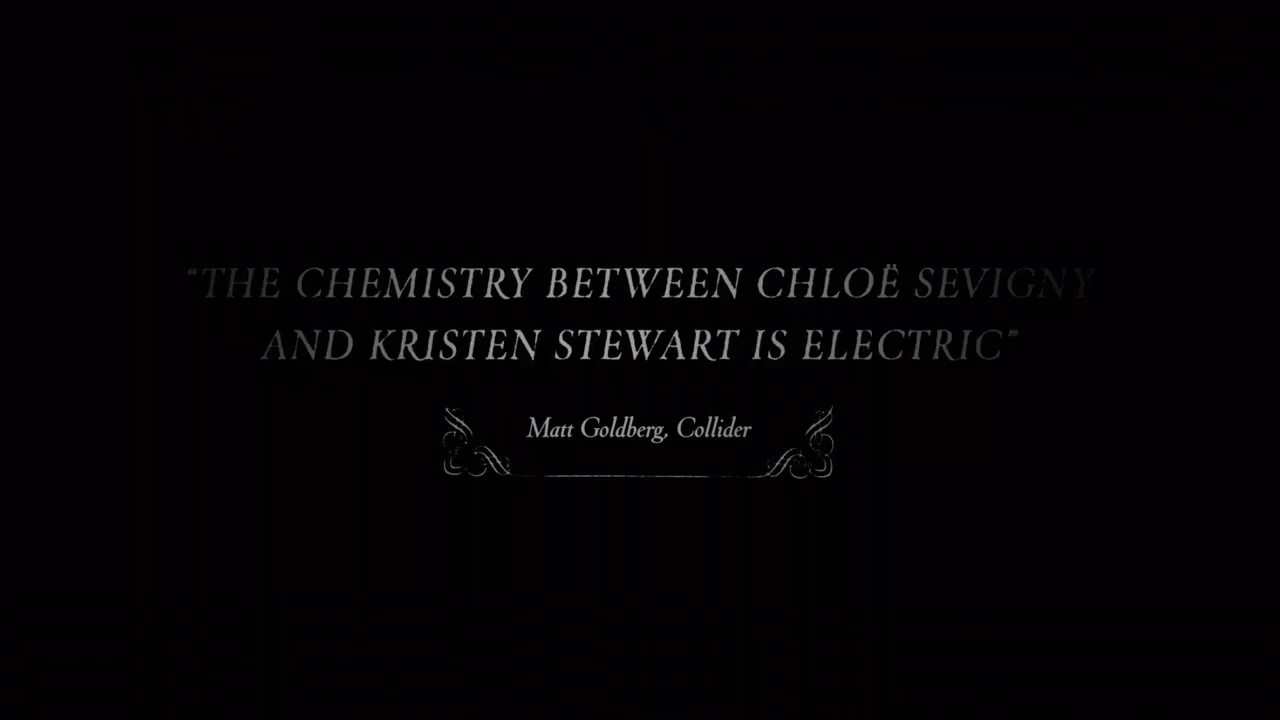 “THE CHEMISTRY BETWEEN CHLOË SEVIGNY
AND KRISTEN STEWART IS ELECTRIC”
Matt Goldberg, Collider